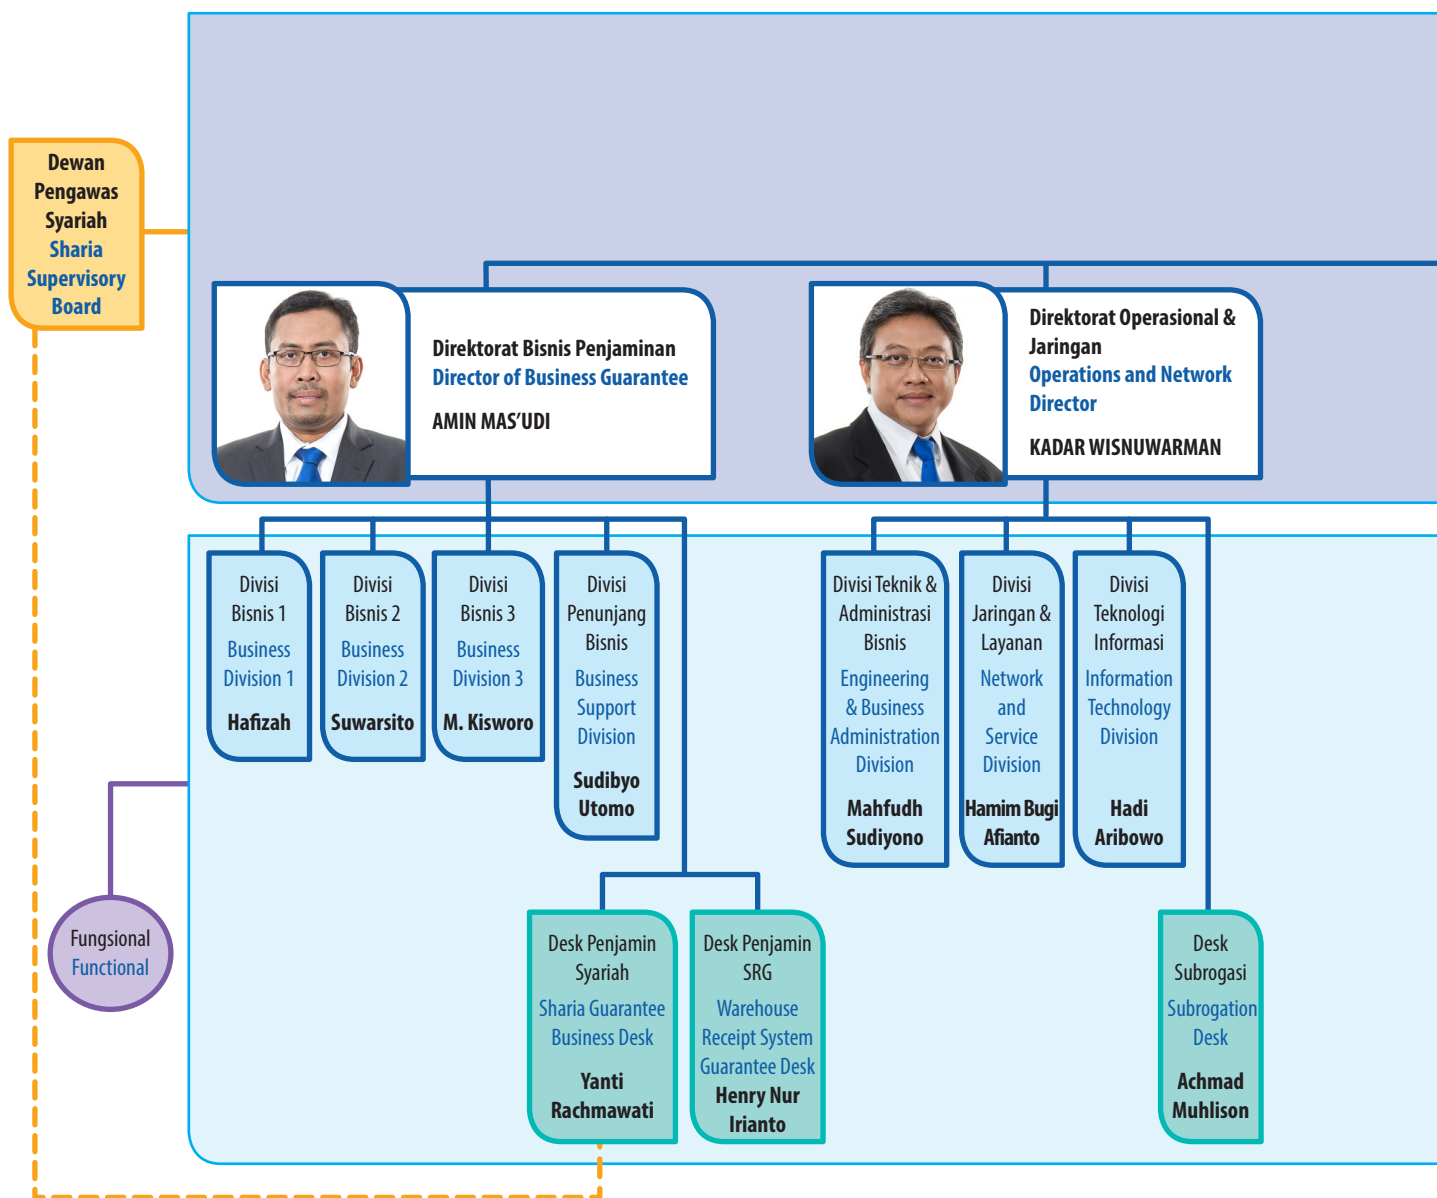 Dewan
Pengawas
Syariah
Sharia
Supervisory
Board
Direktorat Bisnis Penjaminan
Director of Business Guarantee
AMIN MAS’UDI
Direktorat Operasional &
Jaringan
Operations and Network
Director
KADAR WISNUWARMAN
Divisi
Bisnis 1
Business
Division 1
Hafizah
Divisi
Bisnis 2
Business
Division 2
Suwarsito
Divisi
Bisnis 3
Business
Division 3
M. Kisworo
Divisi
Penunjang
Bisnis
Business
Support
Division
Sudibyo
Utomo
Divisi Teknik &
Administrasi
Bisnis
Engineering
& Business
Administration
Division
Mahfudh
Sudiyono
Divisi
Jaringan &
Layanan
Network
and
Service
Division
Hamim Bugi
Afianto
Divisi
Teknologi
Informasi
Information
Technology
Division
Hadi
Aribowo
Fungsional
Functional
Desk Penjamin
Syariah
Sharia Guarantee
Business Desk
Yanti
Rachmawati
Desk Penjamin
SRG
Warehouse
Receipt System
Guarantee Desk
Henry Nur
Irianto
Desk
Subrogasi
Subrogation
Desk
Achmad
Muhlison